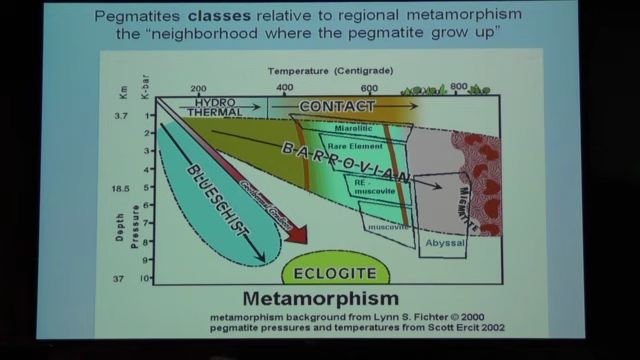 Pegmatites classes relative to regional metamorphism
the “neighborhood where the pegmatite grow up”
Temperature (Centigrade)
Km
K-bar
200
400
600
800
HYDRO
THERMAL
CONTACT
3.7
1
2
3
4
5
6
7
8
9
10
18.5
37
Depth
Pressure
Miarolitic
Rare Element
BARROVIAN
RE -
muscovite
muscovite
MIGMATITE
Abyssal
BLUESCHIST
ECLOGITE
Metamorphism
metamorphism background from Lynn S. Fichter © 2000
pegmatite pressures and temperatures from Scott Ercit 2002